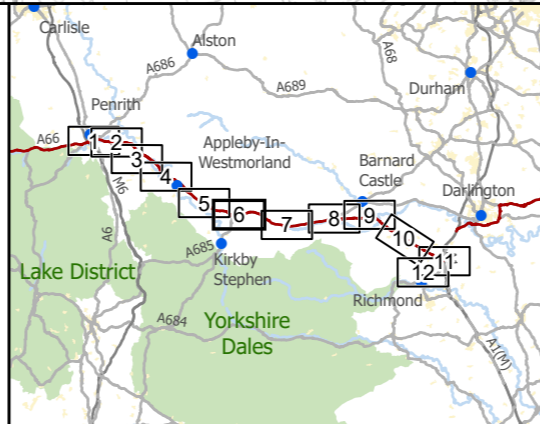 Carlisle
Alston
A68
A686
A689
Durham
Penrith
A66
1
2
3
Appleby-In-
Westmorland
Barnard
Castle
4
M6
5
6
7
8
9
Darlington
A6
10
A685
Kirkby
Stephen
11
12
Lake District
Richmond
A684
Yorkshire
Dales
A1(M)